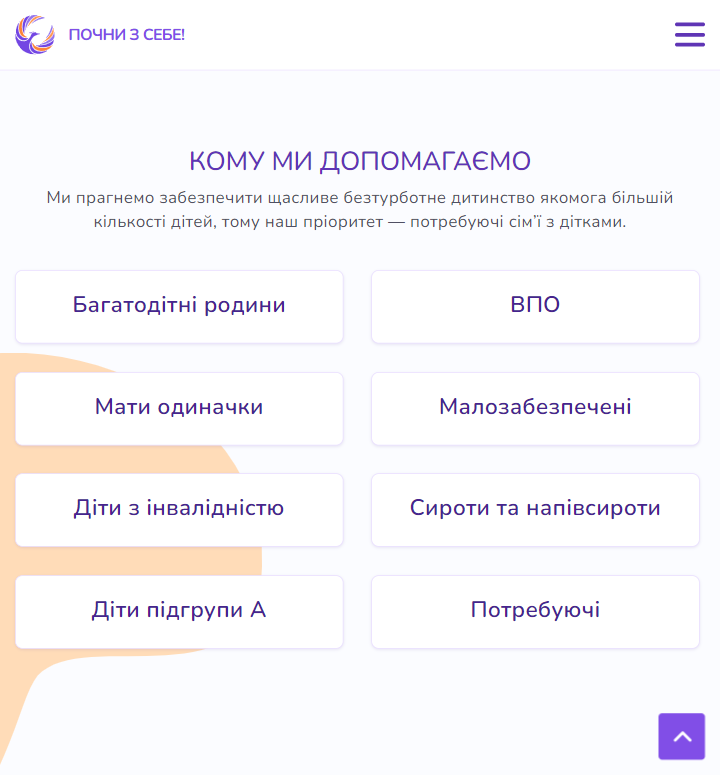 ПОЧНИ З СЕБЕ!
КОМУ МИ ДОПОМАГАЄМО
Ми прагнемо забезпечити щасливе безтурботне дитинство якомога більшій
кількості дітей, тому наш пріоритет — потребуючі сім’ї з дітками.
Багатодітні родини
ВПО
Мати одиначки
Малозабезпечені
Діти з інвалідністю
Сироти та напівсироти
Діти підгрупи А
Потребуючі